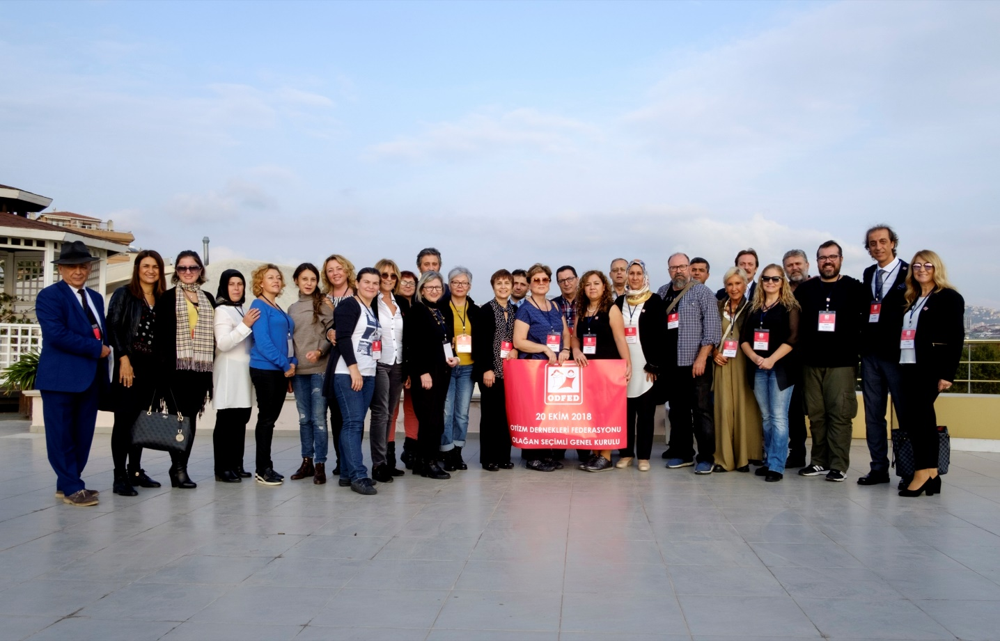 ODFED
20 EKİM 2018
OTİZM DERNEKLERİ FEDERASYONU
OLAĞAN SEÇİMLİ GENEL KURULU